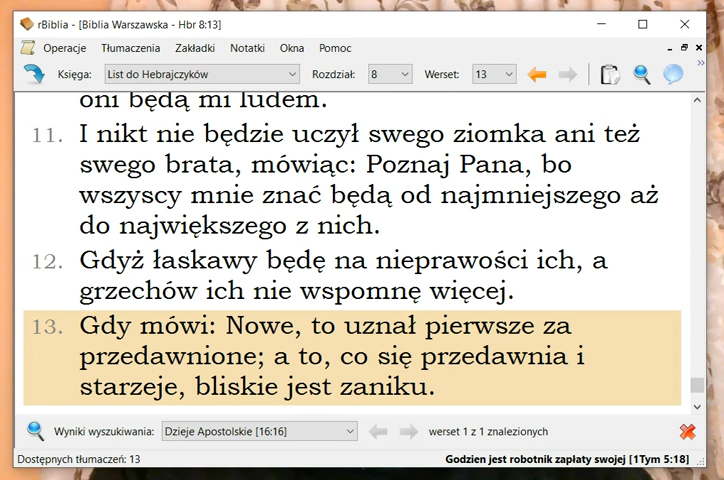 rBiblia - [Biblia Warszawska - Hbr 8:13]
Operacje Tłumaczenia Zakładki Notatki Okna Pomoc
Księga: List do Hebrajczyków Rozdział: 8 Werset: 13
oni będą mi ludem.
11. I nikt nie będzie uczył swego ziomka ani też
swego brata, mówiąc: Poznaj Pana, bo
wszyscy mnie znać będą od najmniejszego aż
do największego z nich.
12. Gdyż łaskawy będę na nieprawości ich, a
grzechów ich nie wspomnę więcej.
13. Gdy mówi: Nowe, to uznał pierwsze za
przedawnione; a to, co się przedawnia i
starzeje, bliskie jest zaniku.
Wyniki wyszukiwania: Dzieje Apostolskie [16:16] werset 1 z 1 znalezionych
Dostępnych tłumaczeń: 13 Godzien jest robotnik zapłaty swojej [1Tym 5:18]